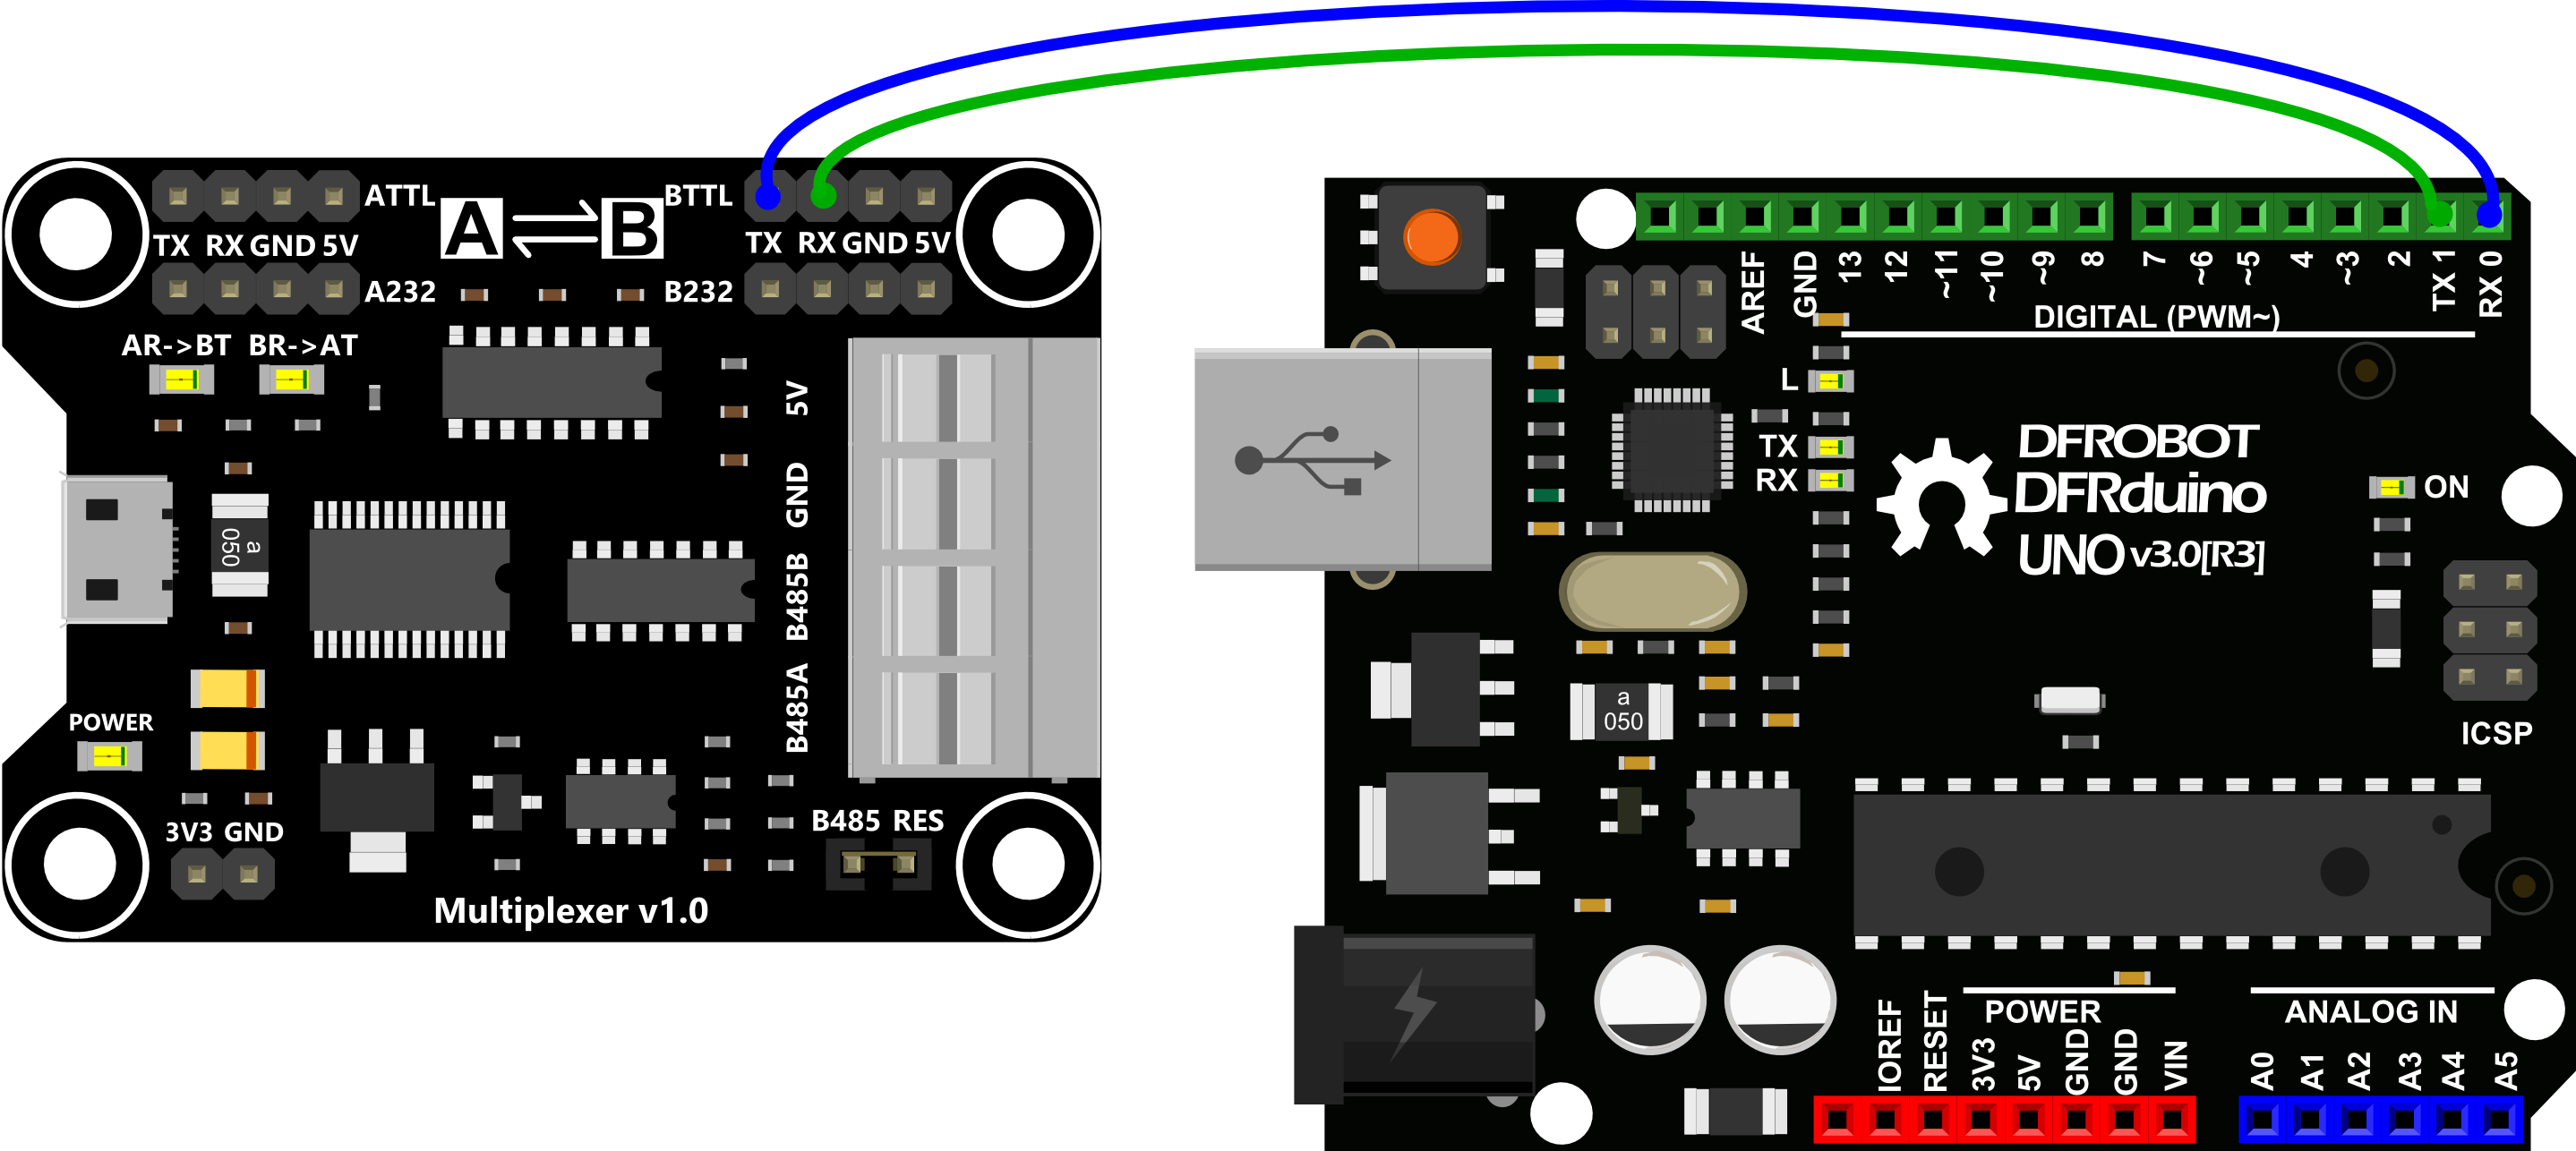 ATTL
BTTL
A
B
TX RX GND 5V
TX RX GND 5V
A232
B232
AR->BT
BR->AT
5V
GND
B485B
B485A
a
050
POWER
3V3 GND
B485 RES
Multiplexer v1.0
AREF
GND
13
12
~11
~10
~9
8
7
~6
~5
4
~3
2
TX 1
RX 0
DIGITAL (PWM~)
L
TX
RX
DFROBOT
DFRduino
UNO v3.0[R3]
ON
ICSP
a
050
POWER
ANALOG IN
IOREF
RESET
3V3
5V
GND
GND
VIN
A0
A1
A2
A3
A4
A5